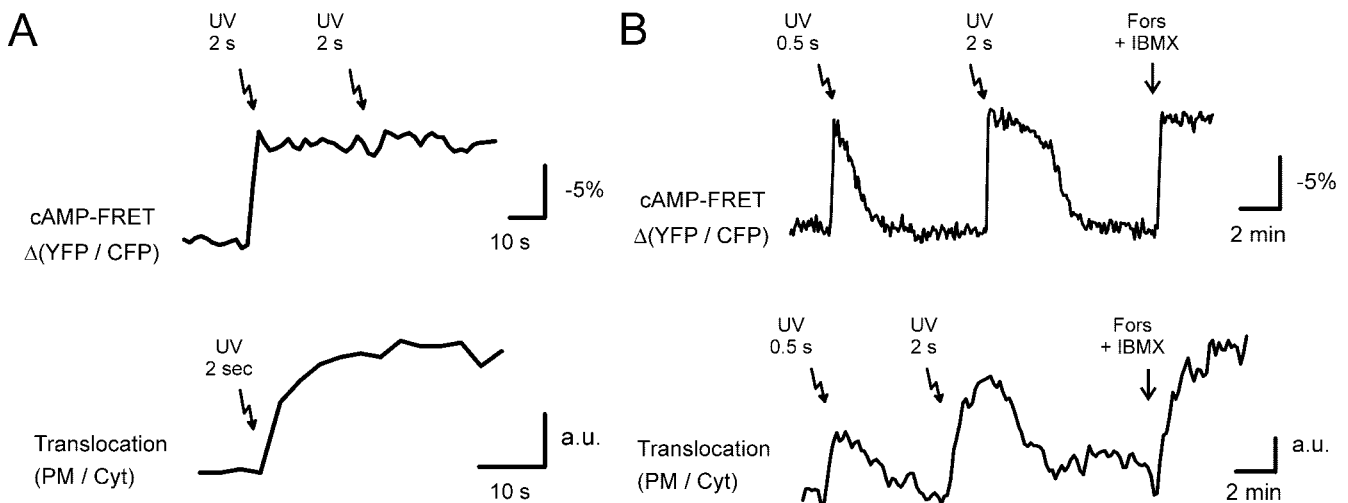 A
UV
2 s
UV
2 s
cAMP-FRET
Δ(YFP / CFP)
-5%
10 s
UV
2 sec
Translocation
(PM / Cyt)
a.u.
10 s
B
UV
0.5 s
UV
2 s
Fors
+ IBMX
cAMP-FRET
Δ(YFP / CFP)
-5%
2 min
UV
0.5 s
UV
2 s
Fors
+ IBMX
Translocation
(PM / Cyt)
a.u.
2 min